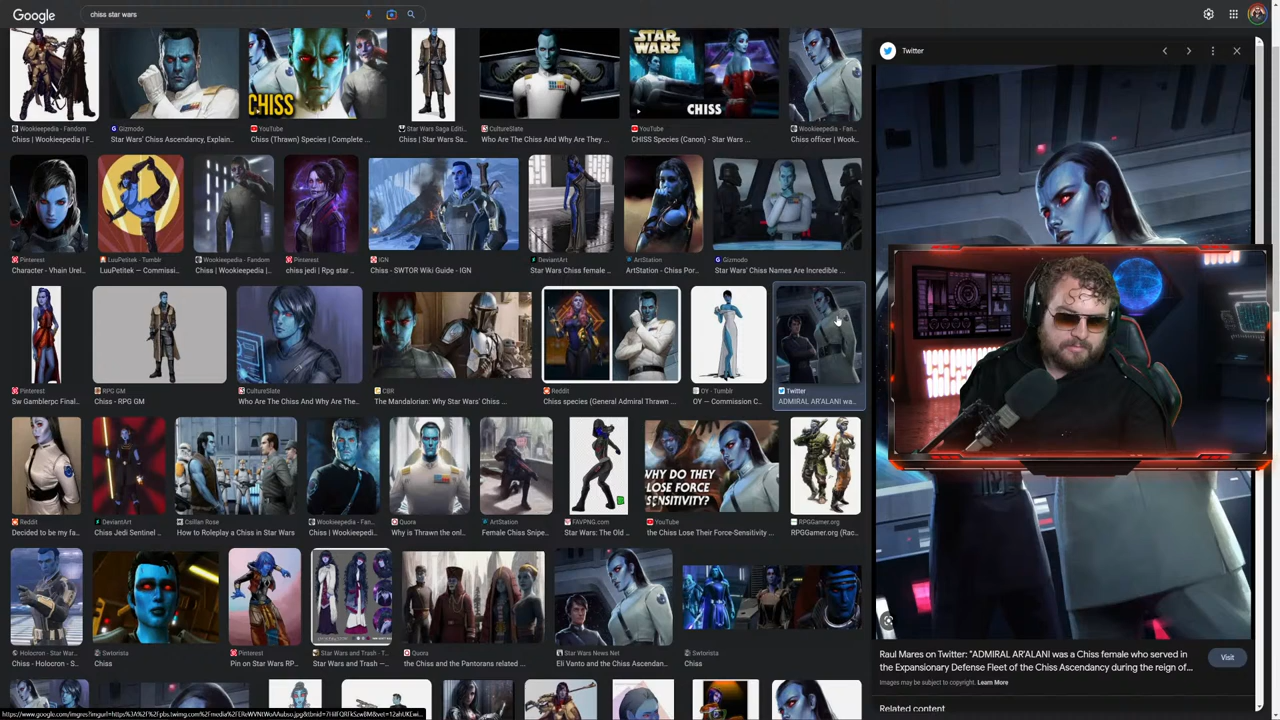 Google
chiss star wars
Twitter
STAR
WARS
CHISS
CHISS
Wookieepedia - Fandom
Chiss | Wookieepedia | F...
Gizmodo
Star Wars' Chiss Ascendancy, Explain...
YouTube
Chiss (Thrawn) Species | Complete ...
Star Wars Saga Editi...
Chiss | Star Wars Sa...
CultureSlate
Who Are The Chiss And Why Are They ...
YouTube
CHISS Species (Canon) - Star Wars ...
Wookieepedia - Fan...
Chiss officer | Wook...
Pinterest
Character - Vhain Urel...
LuuPetitek - Tumblr
LuuPetitek — Commissi...
Wookieepedia - Fandom
Chiss | Wookieepedia |...
Pinterest
chiss jedi | Rpg star ...
IGN
Chiss - SWTOR Wiki Guide - IGN
DeviantArt
Star Wars Chiss female ...
ArtStation
ArtStation - Chiss Por...
Gizmodo
Star Wars' Chiss Names Are Incredible ...
Pinterest
Sw Gamblerpc Final...
RPG GM
Chiss - RPG GM
CultureSlate
Who Are The Chiss And Why Are The...
CBR
The Mandalorian: Why Star Wars' Chiss ...
Reddit
Chiss species (General Admiral Thrawn ...
OY - Tumblr
OY — Commission C...
Twitter
ADMIRAL AR'ALANI wa...
WHY DO THEY
LOSE FORCE
SENSITIVITY?
Reddit
Decided to be my fa...
DeviantArt
Chiss Jedi Sentinel ...
Csillan Rose
How to Roleplay a Chiss in Star Wars
Wookieepedia - Fan...
Chiss | Wookieepedi...
Quora
Why is Thrawn the onl...
ArtStation
Female Chiss Snipe...
FAVPNG.com
Star Wars: The Old ...
YouTube
the Chiss Lose Their Force-Sensitivity ...
RPGGamer.org
RPGGamer.org (Rac...
Holocron - Star War...
Chiss - Holocron - S...
Swtorista
Chiss
Pinterest
Pin on Star Wars RP...
Star Wars and Trash - T...
Star Wars and Trash —...
Quora
the Chiss and the Pantorans related ...
Star Wars News Net
Eli Vanto and the Chiss Ascendan...
Swtorista
Chiss
Raul Mares on Twitter: "ADMIRAL AR'ALANI was a Chiss female who served in
the Expansionary Defense Fleet of the Chiss Ascendancy during the reign of...
Visit
Images may be subject to copyright. Learn More
Related content